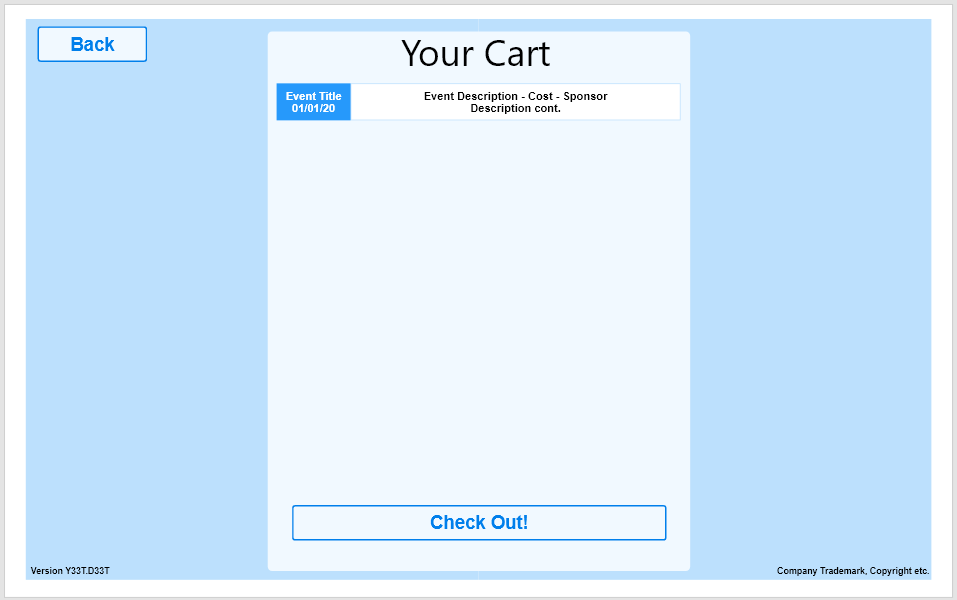 Back
Your Cart
Event Title
01/01/20
Event Description - Cost - Sponsor
Description cont.
Check Out!
Version Y33T.D33T
Company Trademark, Copyright etc.